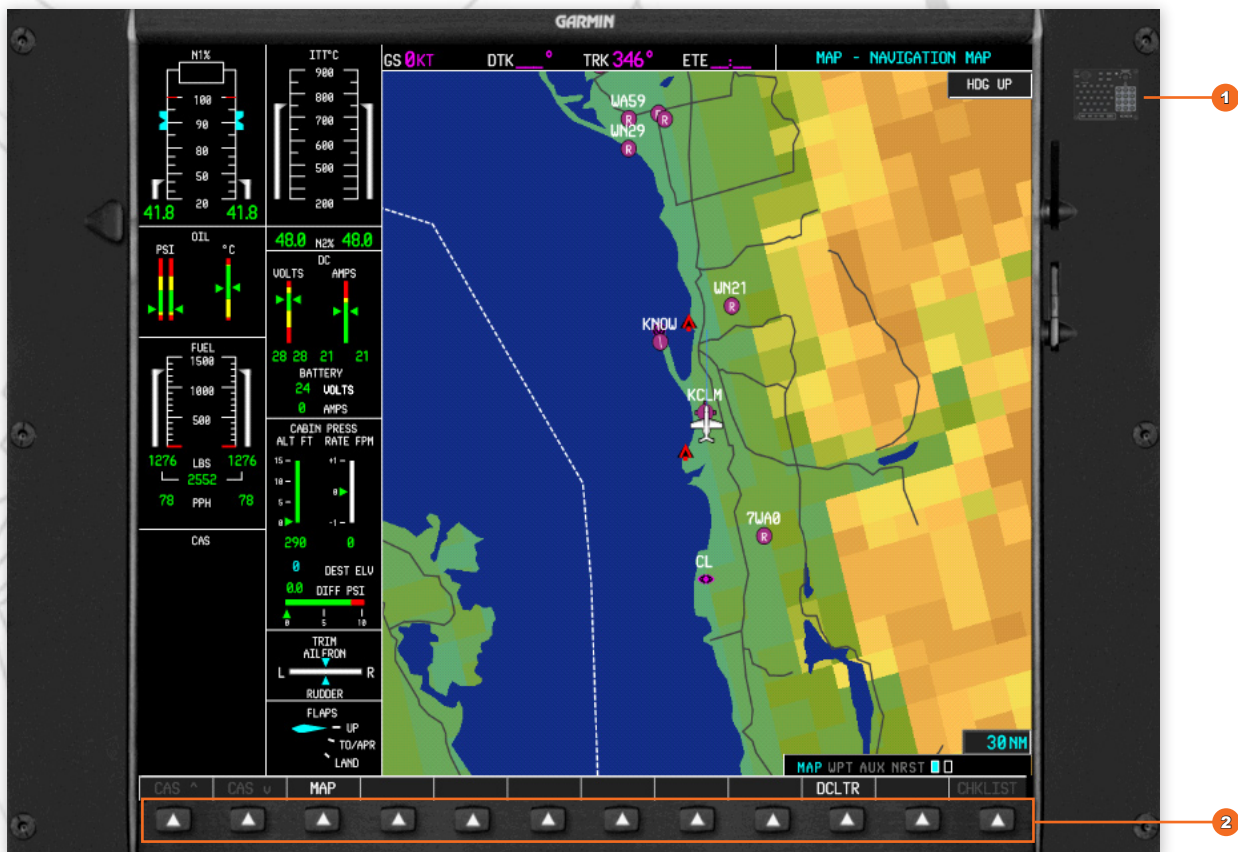 GARMIN
GS 0KT DTK ___° TRK 346° ETE __:__ MAP - NAVIGATION MAP
HDG UP
N1%
100
90
80
50
20
41.8 41.8
ITT°C
900
800
700
600
500
200
48.0 N2% 48.0
OIL
PSI °C
DC
VOLTS AMPS
28 28 21 21
BATTERY
24 VOLTS
0 AMPS
FUEL
1500
1000
500
1276 LBS 1276
2552
78 PPH 78
CABIN PRESS
ALT FT RATE FPM
15 +1
10
5 0
0 -1
290 0
0 DEST ELV
0.0 DIFF PSI
0 5 10
CAS
TRIM
AILERON
L R
RUDDER
FLAPS
UP
TO/APR
LAND
WA59
R
R
WN29
R
WN21
R
KNOW
KCLM
7WA0
R
CL
30NM
MAP WPT AUX NRST
CAS ^ CAS v MAP DCLTR CHKLIST
1
2